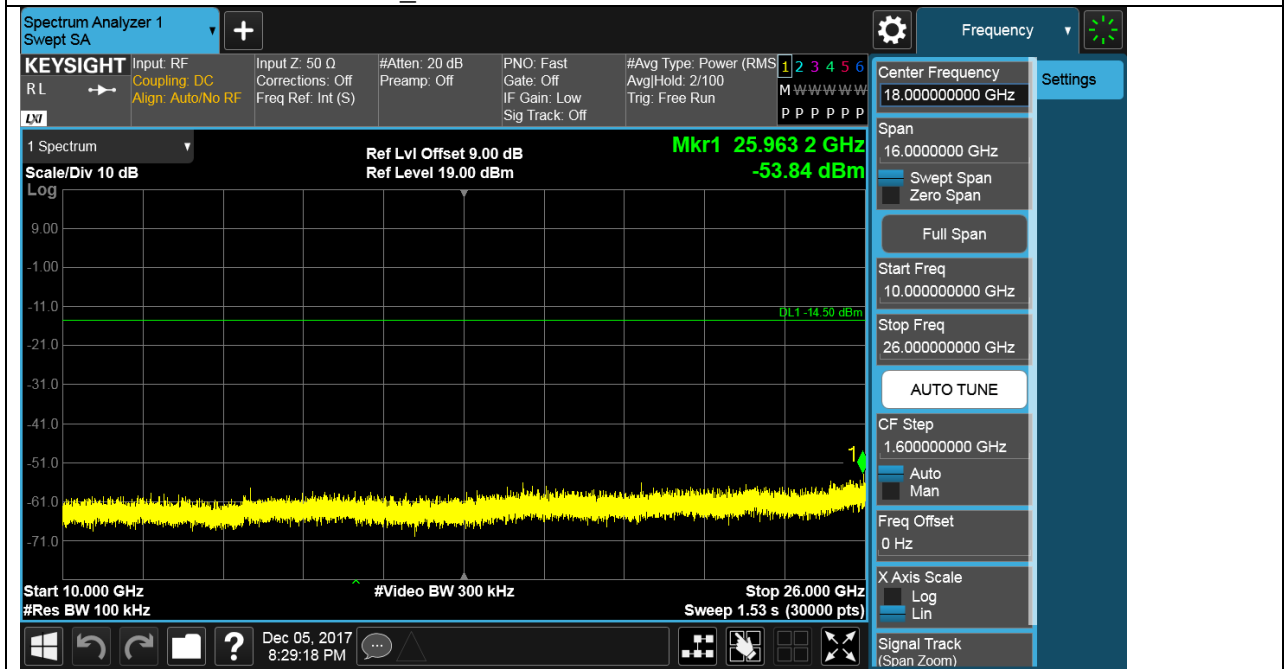 Spectrum Analyzer 1
Swept SA
+
Frequency
KEYSIGHT
R L
LXI
Input: RF
Coupling: DC
Align: Auto/No RF
Input Z: 50 Ω
Corrections: Off
Freq Ref: Int (S)
#Atten: 20 dB
Preamp: Off
PNO: Fast
Gate: Off
IF Gain: Low
Sig Track: Off
#Avg Type: Power (RMS
Avg|Hold: 2/100
Trig: Free Run
1 2 3 4 5 6
M W W W W W
P P P P P P
1 Spectrum
Scale/Div 10 dB
Log
Ref Lvl Offset 9.00 dB
Ref Level 19.00 dBm
Mkr1 25.963 2 GHz
-53.84 dBm
9.00
-1.00
-11.0
DL1 -14.50 dBm
-21.0
-31.0
-41.0
-51.0
1
-61.0
-71.0
Start 10.000 GHz
#Res BW 100 kHz
#Video BW 300 kHz
Stop 26.000 GHz
Sweep 1.53 s (30000 pts)
Center Frequency
18.000000000 GHz
Settings
Span
16.0000000 GHz
Swept Span
Zero Span
Full Span
Start Freq
10.000000000 GHz
Stop Freq
26.000000000 GHz
AUTO TUNE
CF Step
1.600000000 GHz
Auto
Man
Freq Offset
0 Hz
X Axis Scale
Log
Lin
Signal Track
(Span Zoom)
?
Dec 05, 2017
8:29:18 PM